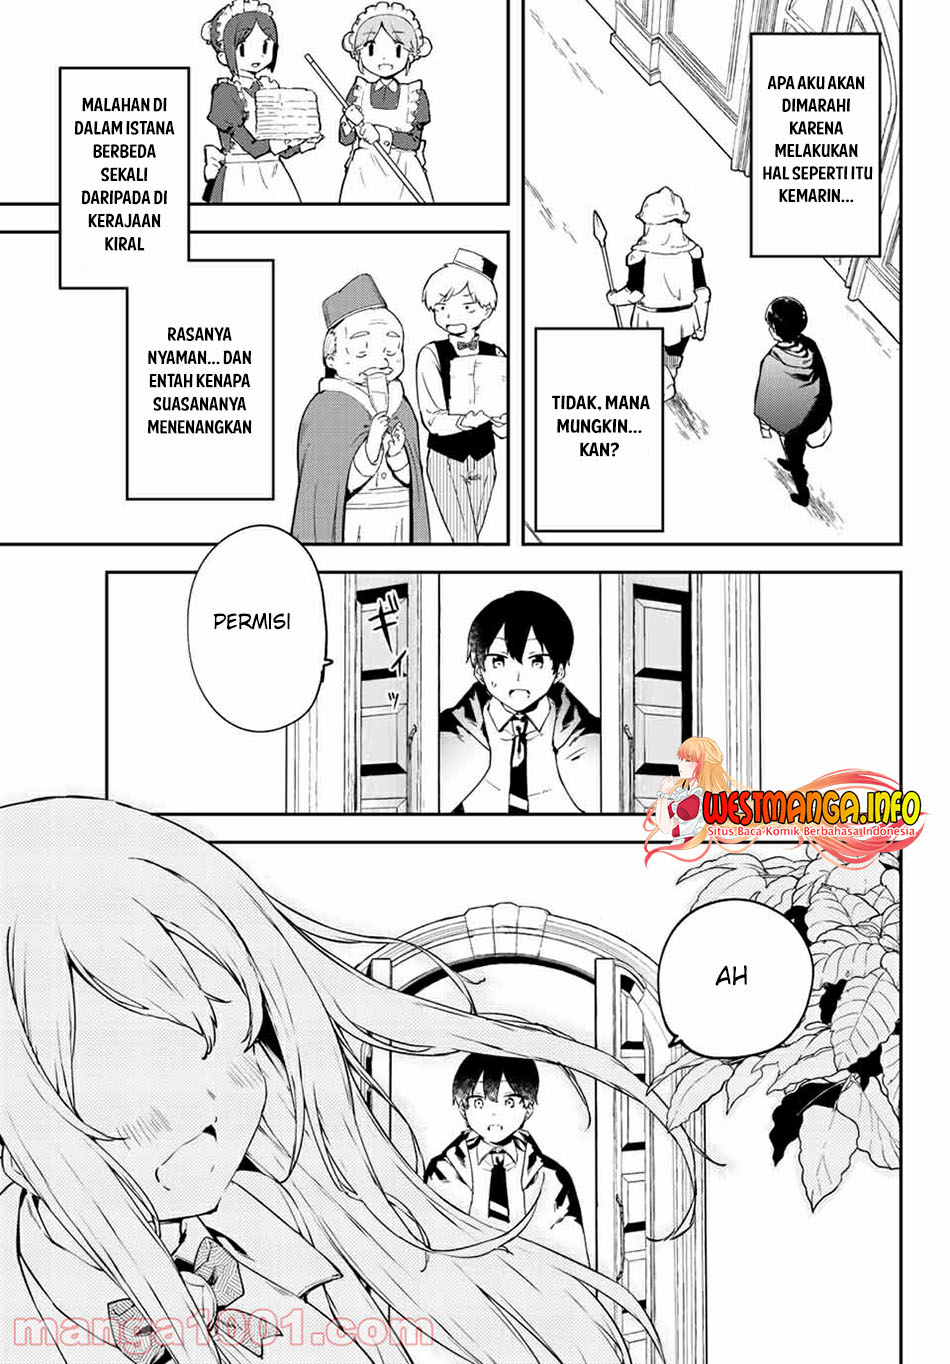 APA AKU AKAN
DIMARAHI
KARENA
MELAKUKAN
HAL SEPERTI ITU
KEMARIN...
TIDAK, MANA
MUNGKIN...
KAN?
MALAHAN DI
DALAM ISTANA
BERBEDA
SEKALI
DARIPADA DI
KERAJAAN
KIRAL
RASANYA
NYAMAN... DAN
ENTAH KENAPA
SUASANANYA
MENENANGKAN
PERMISI
ギィッ
WESTMANGA.INFO
Situs Baca Komik Berbahasa Indonesia
AH
manga1001.com